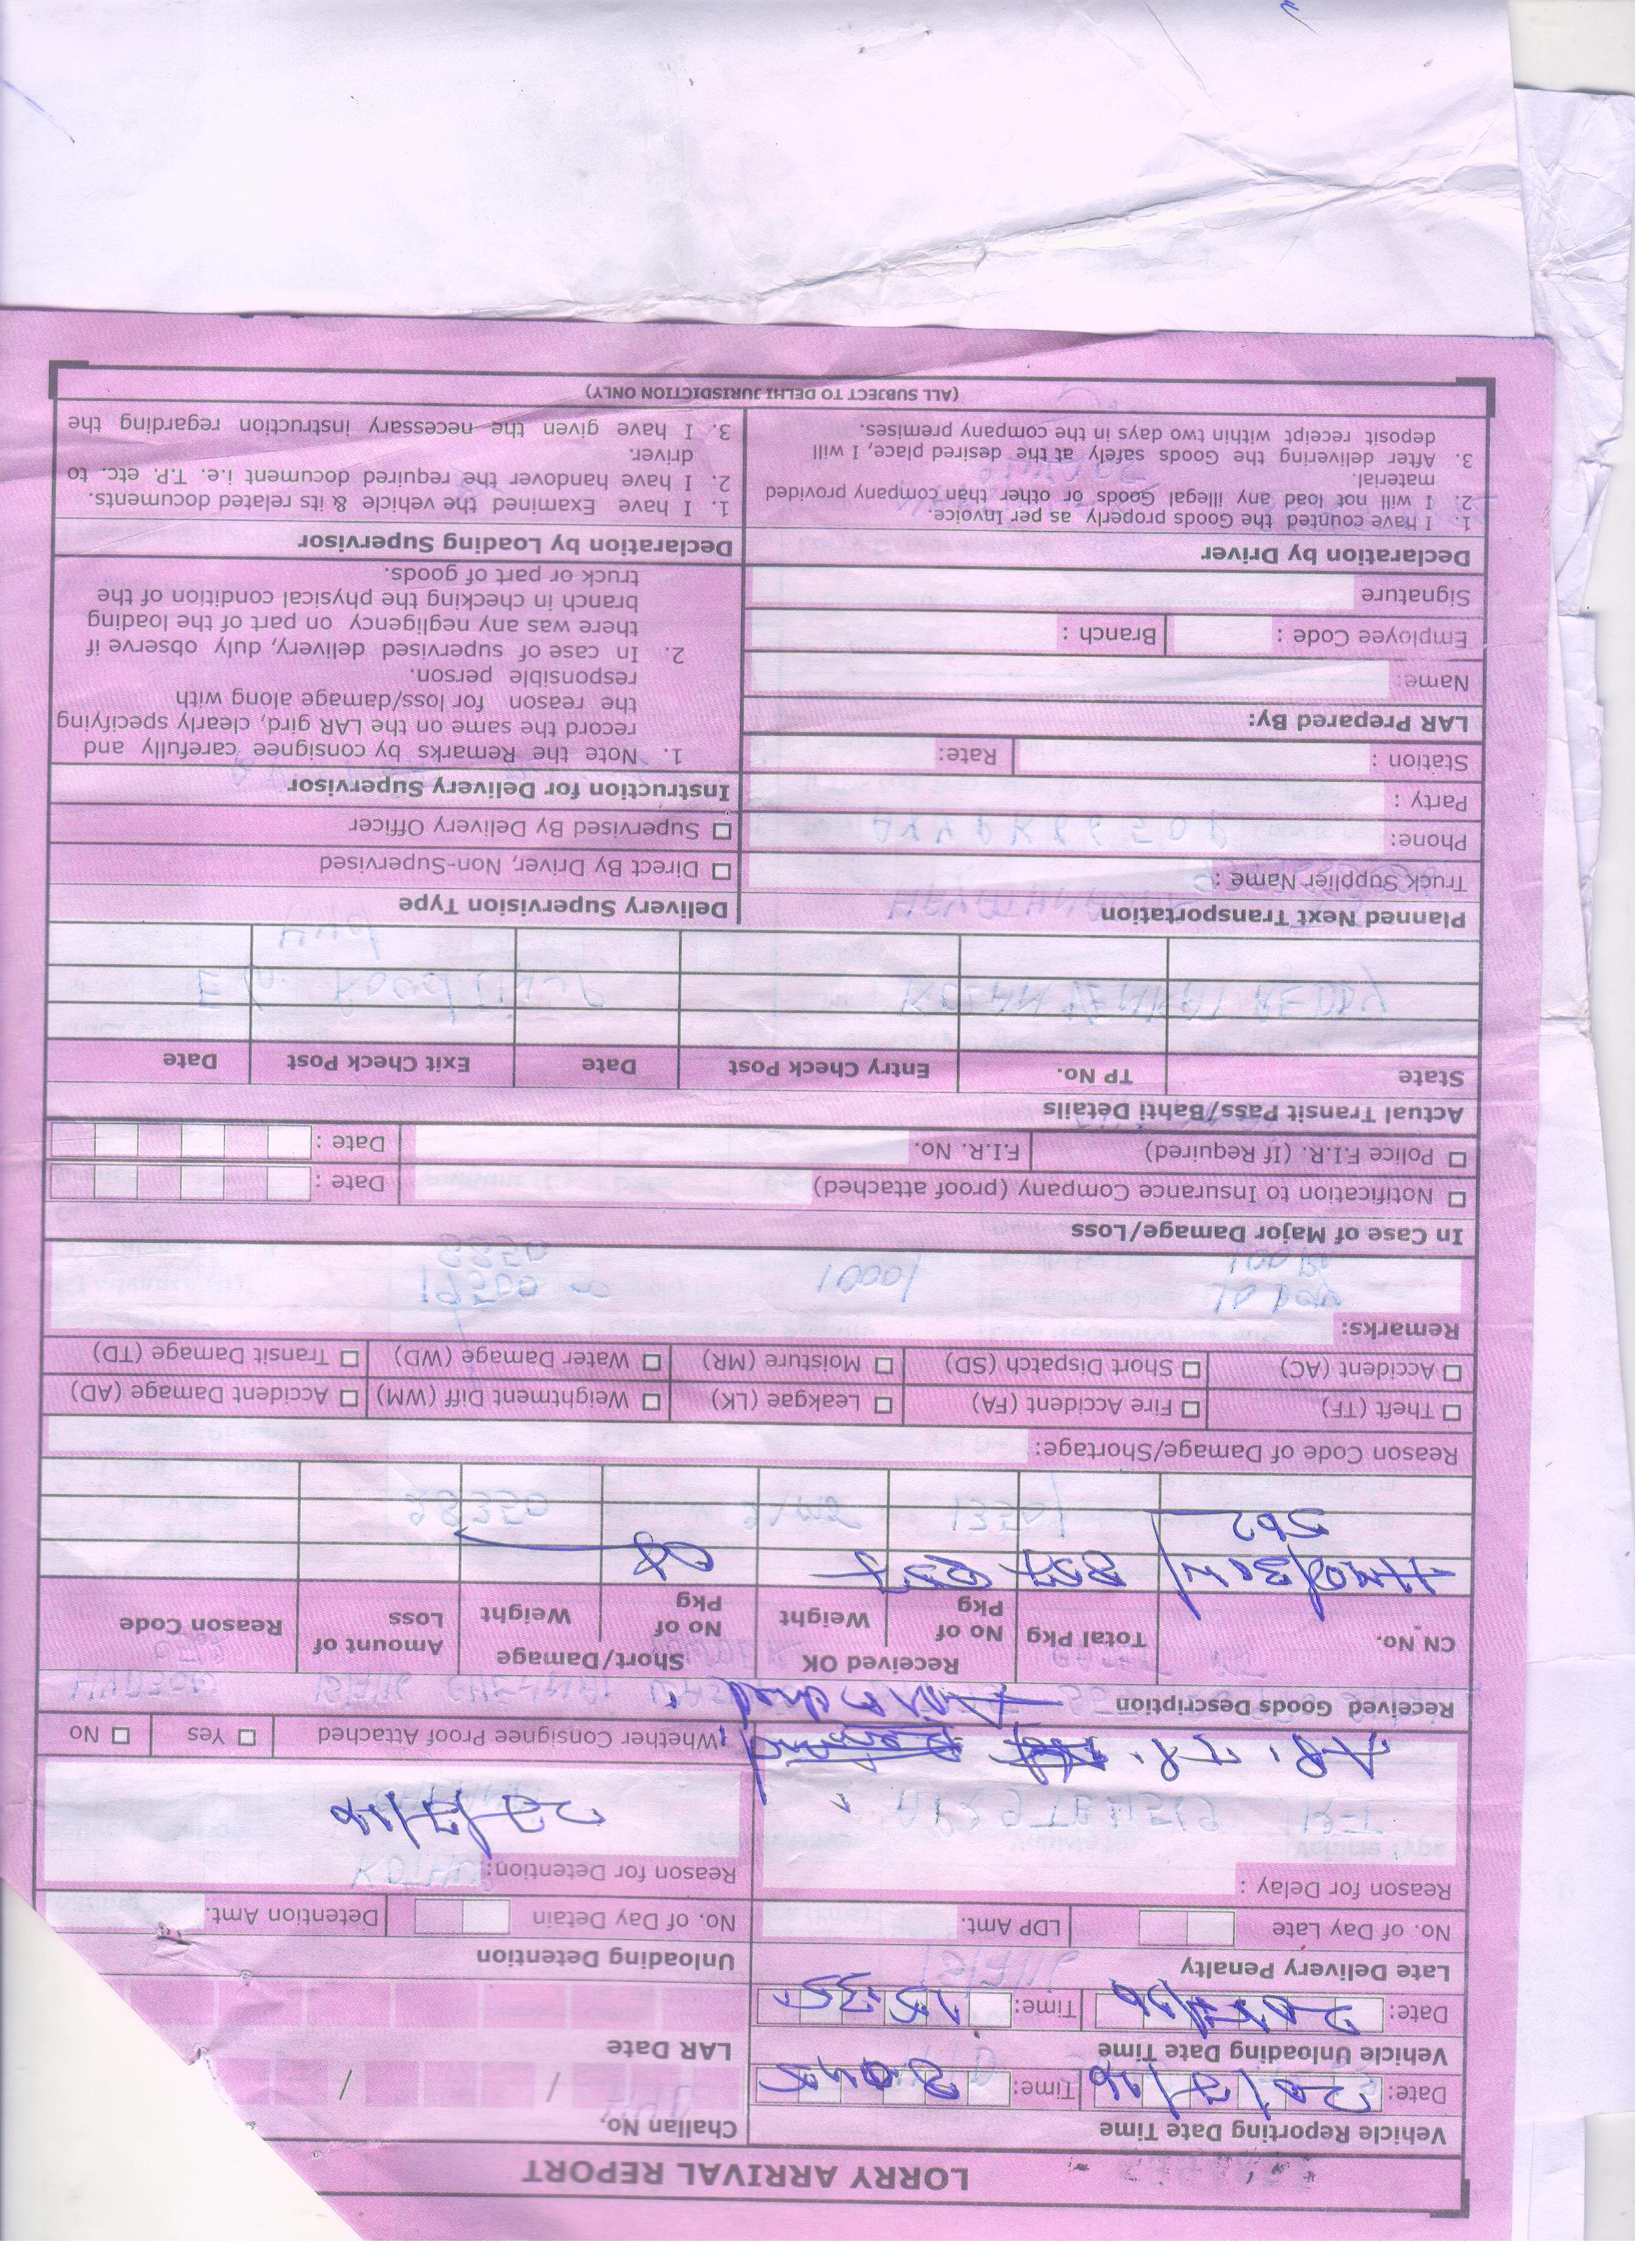 LORRY ARRIVAL REPORT
Vehicle Reporting Date Time
Challan No.
Date: 20/7/16 Time: 8:045
/ /
Vehicle Unloading Date Time
LAR Date
Date: 20/7/16 Time: 15:35
Late Delivery Penalty
Unloading Detention
No. of Day Late
LDP Amt.
No. of Day Detain
Detention Amt.
Reason for Delay :
Reason for Detention:
22/7/16
Whether Consignee Proof Attached
Yes
No
Received Goods Description
CN No.
Total Pkg
Received OK
Short/Damage
Amount of Loss
Reason Code
No of Pkg
Weight
No of Pkg
Weight
Reason Code of Damage/Shortage:
Theft (TF)
Fire Accident (FA)
Leakgae (LK)
Weightment Diff (WM)
Accident Damage (AD)
Accident (AC)
Short Dispatch (SD)
Moisture (MR)
Water Damage (WD)
Transit Damage (TD)
Remarks:
In Case of Major Damage/Loss
Notification to Insurance Company (proof attached)
Date :
Police F.I.R. (If Required)
F.I.R. No.
Date :
Actual Transit Pass/Bahti Details
State
TP No.
Entry Check Post
Date
Exit Check Post
Date
Planned Next Transportation
Truck Supplier Name :
Phone:
Party :
Station :
Rate:
LAR Prepared By:
Name:
Employee Code :
Branch :
Signature
Declaration by Driver
1. I have counted the Goods properly as per Invoice.
2. I will not load any illegal Goods or other than company provided
material.
3. After delivering the Goods safely at the desired place, I will
deposit receipt within two days in the company premises.
Delivery Supervision Type
Direct By Driver, Non-Supervised
Supervised By Delivery Officer
Instruction for Delivery Supervisor
1. Note the Remarks by consignee carefully and
record the same on the LAR gird, clearly specifying
the reason for loss/damage along with
responsible person.
2. In case of supervised delivery, duly observe if
there was any negligency on part of the loading
branch in checking the physical condition of the
truck or part of goods.
Declaration by Loading Supervisor
1. I have Examined the vehicle & its related documents.
2. I have handover the required document i.e. T.P. etc. to
driver.
3. I have given the necessary instruction regarding the
(ALL SUBJECT TO DELHI JURISDICTION ONLY)